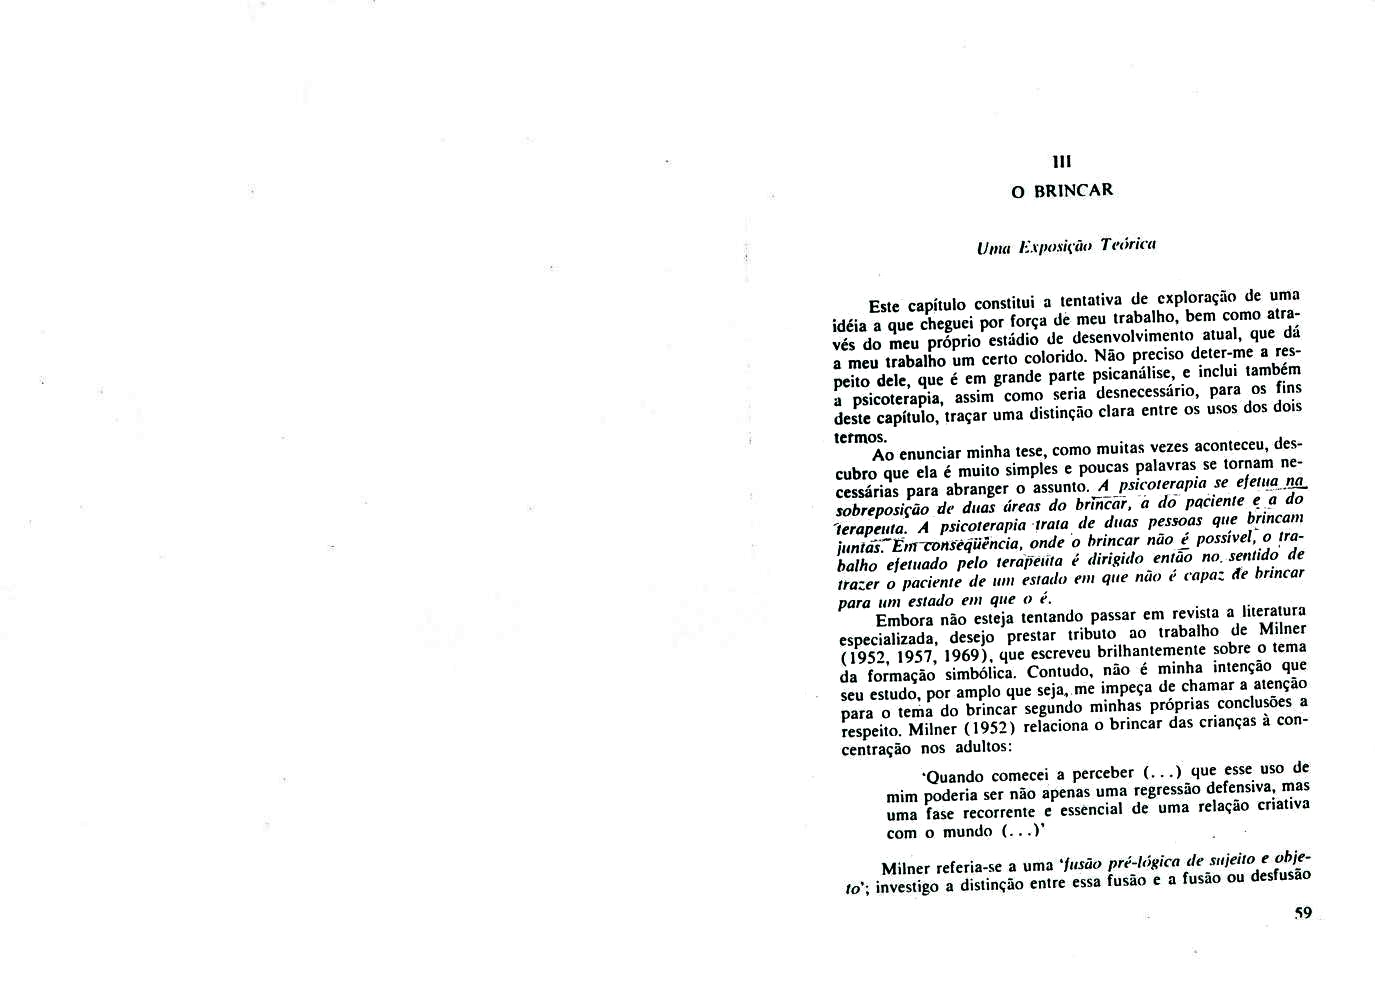 III
O BRINCAR
Uma Exposição Teórica
Este capítulo constitui a tentativa de exploração de uma
idéia a que cheguei por força de meu trabalho, bem como atra-
vés do meu próprio estádio de desenvolvimento atual, que dá
a meu trabalho um certo colorido. Não preciso deter-me a res-
peito dele, que é em grande parte psicanálise, e inclui também
a psicoterapia, assim como seria desnecessário, para os fins
deste capítulo, traçar uma distinção clara entre os usos dos dois
termos.
Ao enunciar minha tese, como muitas vezes aconteceu, des-
cubro que ela é muito simples e poucas palavras se tornam ne-
cessárias para abranger o assunto. A psicoterapia se efetua na
sobreposição de duas áreas do brincar, a do paciente e a do
terapeuta. A psicoterapia trata de duas pessoas que brincam
juntas. Em conseqüência, onde o brincar não é possível, o tra-
balho efetuado pelo terapeuta é dirigido então no sentido de
trazer o paciente de um estado em que não é capaz de brincar
para um estado em que o é.
Embora não esteja tentando passar em revista a literatura
especializada, desejo prestar tributo ao trabalho de Milner
(1952, 1957, 1969), que escreveu brilhantemente sobre o tema
da formação simbólica. Contudo, não é minha intenção que
seu estudo, por amplo que seja, me impeça de chamar a atenção
para o tema do brincar segundo minhas próprias conclusões a
respeito. Milner (1952) relaciona o brincar das crianças à con-
centração nos adultos:
'Quando comecei a perceber (...) que esse uso de
mim poderia ser não apenas uma regressão defensiva, mas
uma fase recorrente e essencial de uma relação criativa
com o mundo (...)'
Milner referia-se a uma 'fusão pré-lógica de sujeito e obje-
to'; investigo a distinção entre essa fusão e a fusão ou desfusão
59